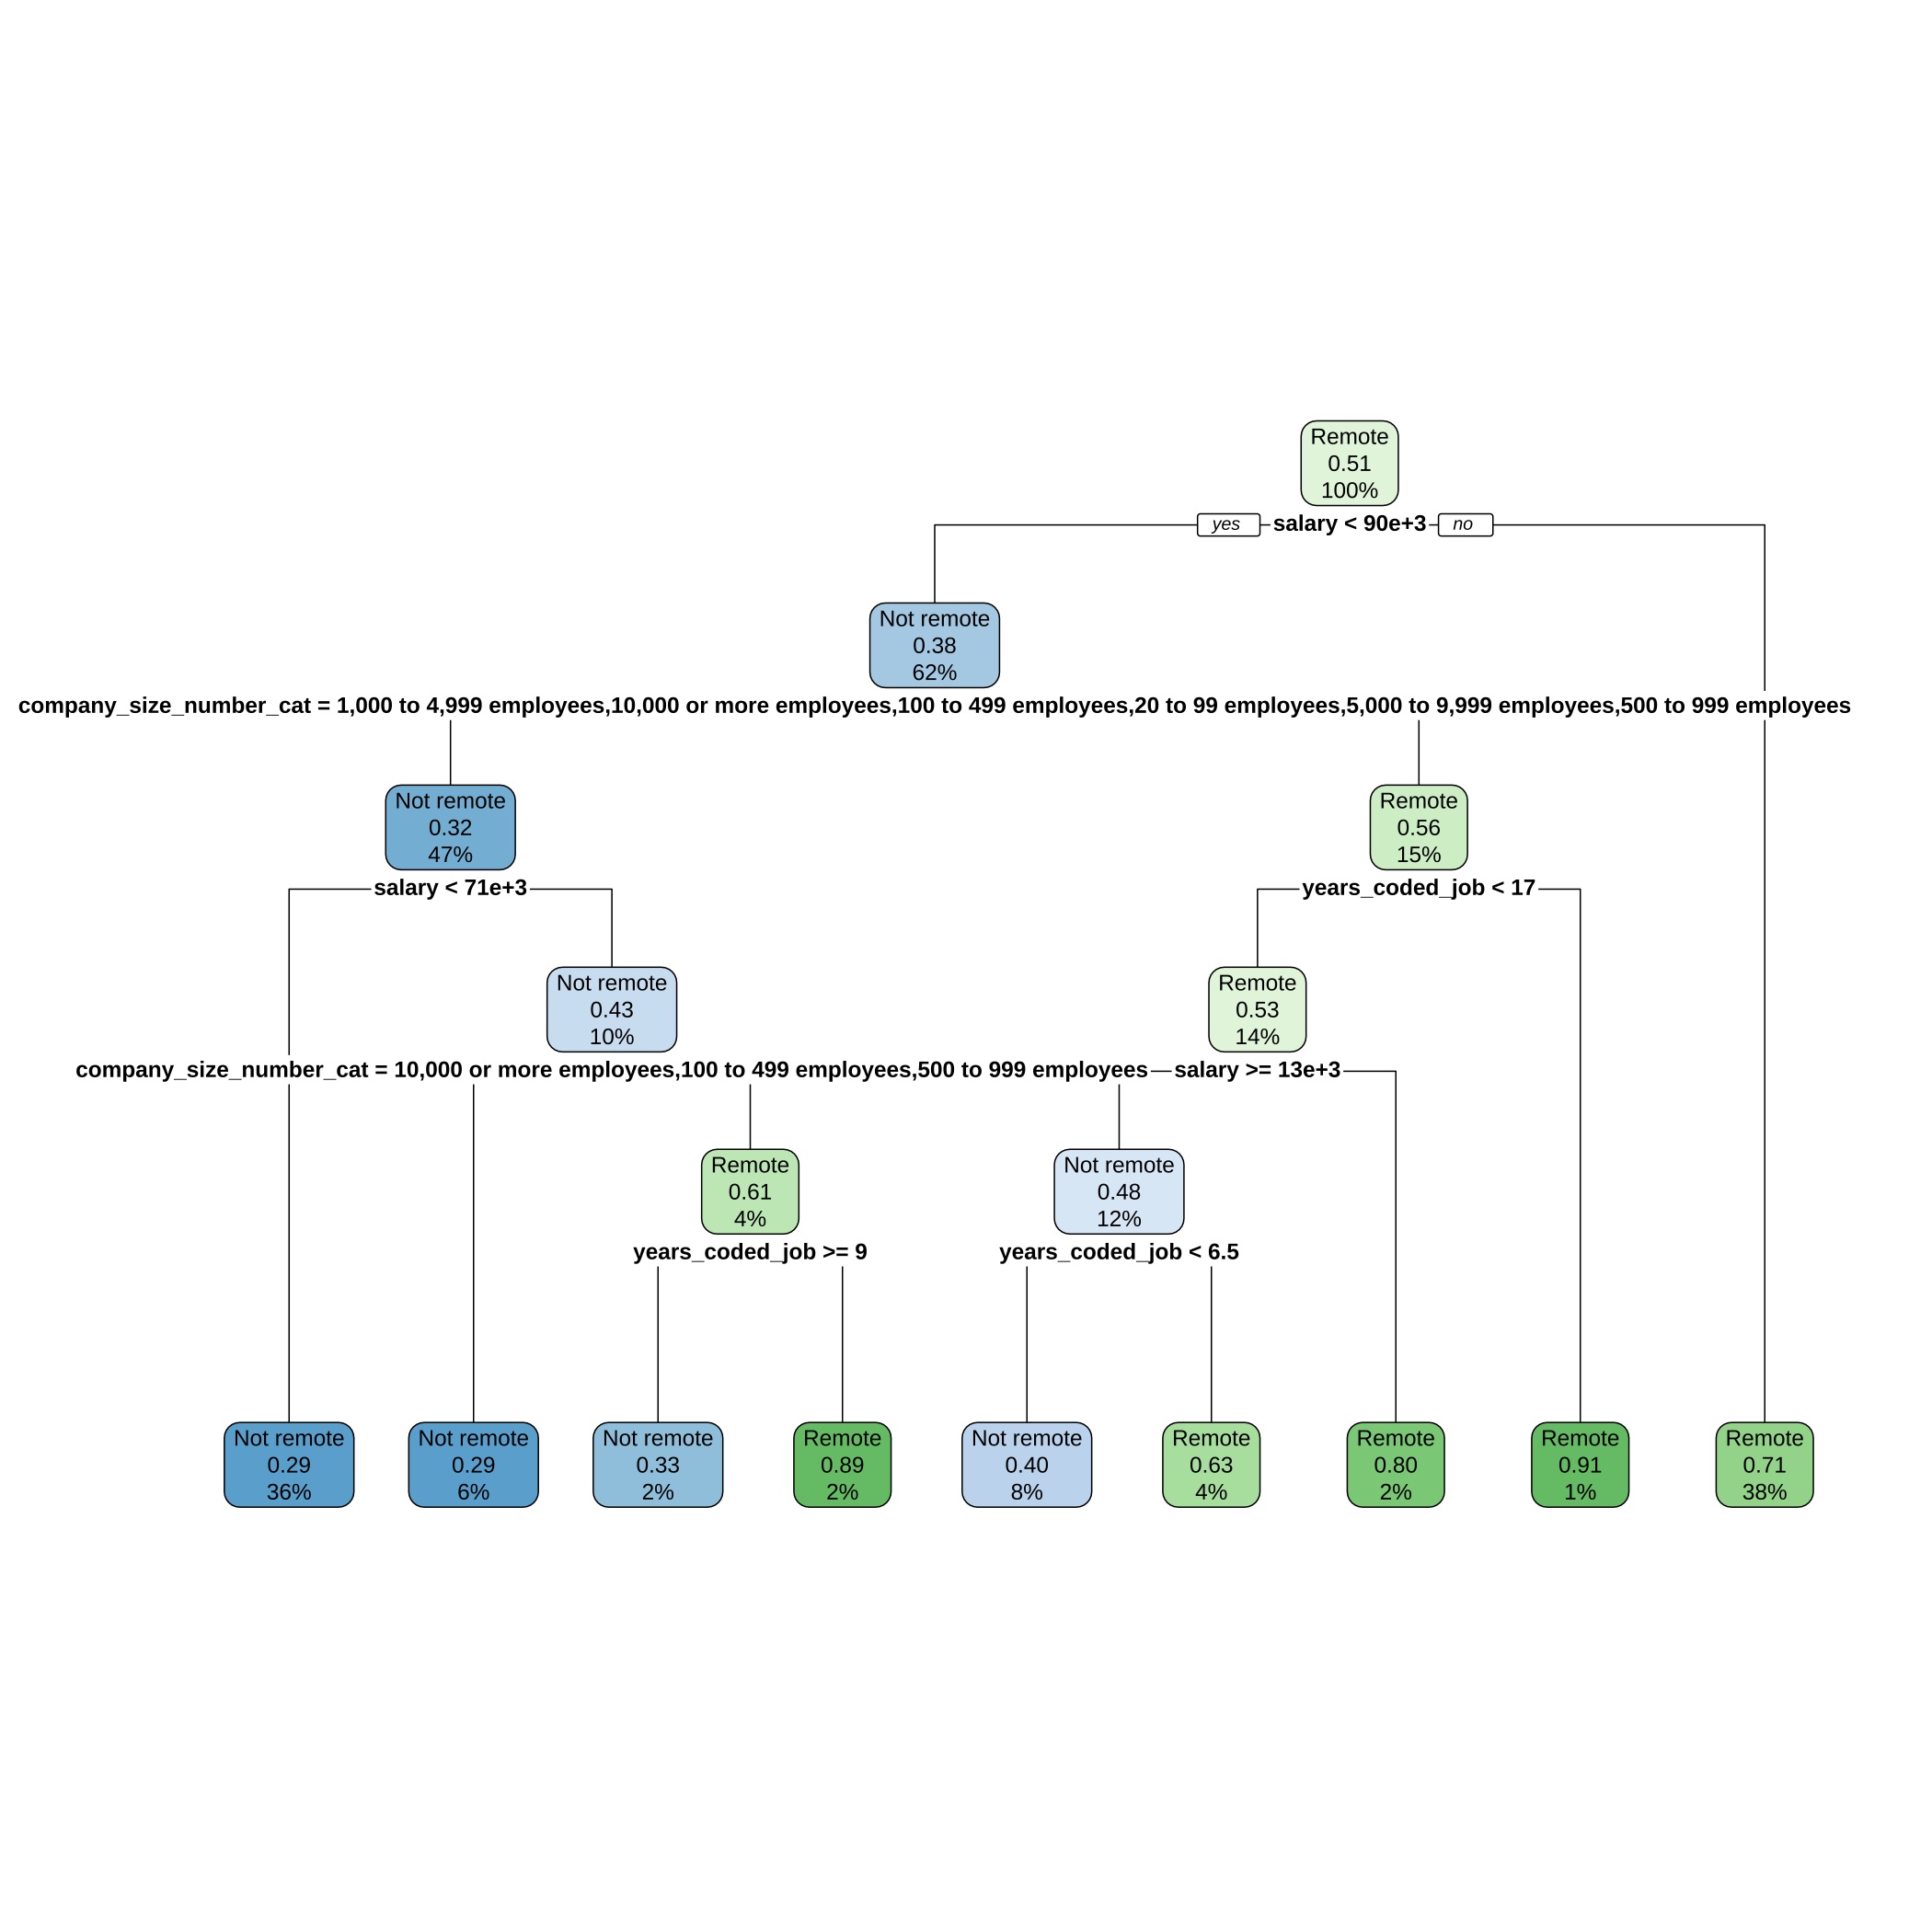 Remote
0.51
100%
yes
salary < 90e+3
no
Not remote
0.38
62%
company_size_number_cat = 1,000 to 4,999 employees,10,000 or more employees,100 to 499 employees,20 to 99 employees,5,000 to 9,999 employees,500 to 999 employees
Not remote
0.32
47%
Remote
0.56
15%
salary < 71e+3
years_coded_job < 17
Not remote
0.43
10%
Remote
0.53
14%
company_size_number_cat = 10,000 or more employees,100 to 499 employees,500 to 999 employees
salary >= 13e+3
Remote
0.61
4%
Not remote
0.48
12%
years_coded_job >= 9
years_coded_job < 6.5
Not remote
0.29
36%
Not remote
0.29
6%
Not remote
0.33
2%
Remote
0.89
2%
Not remote
0.40
8%
Remote
0.63
4%
Remote
0.80
2%
Remote
0.91
1%
Remote
0.71
38%